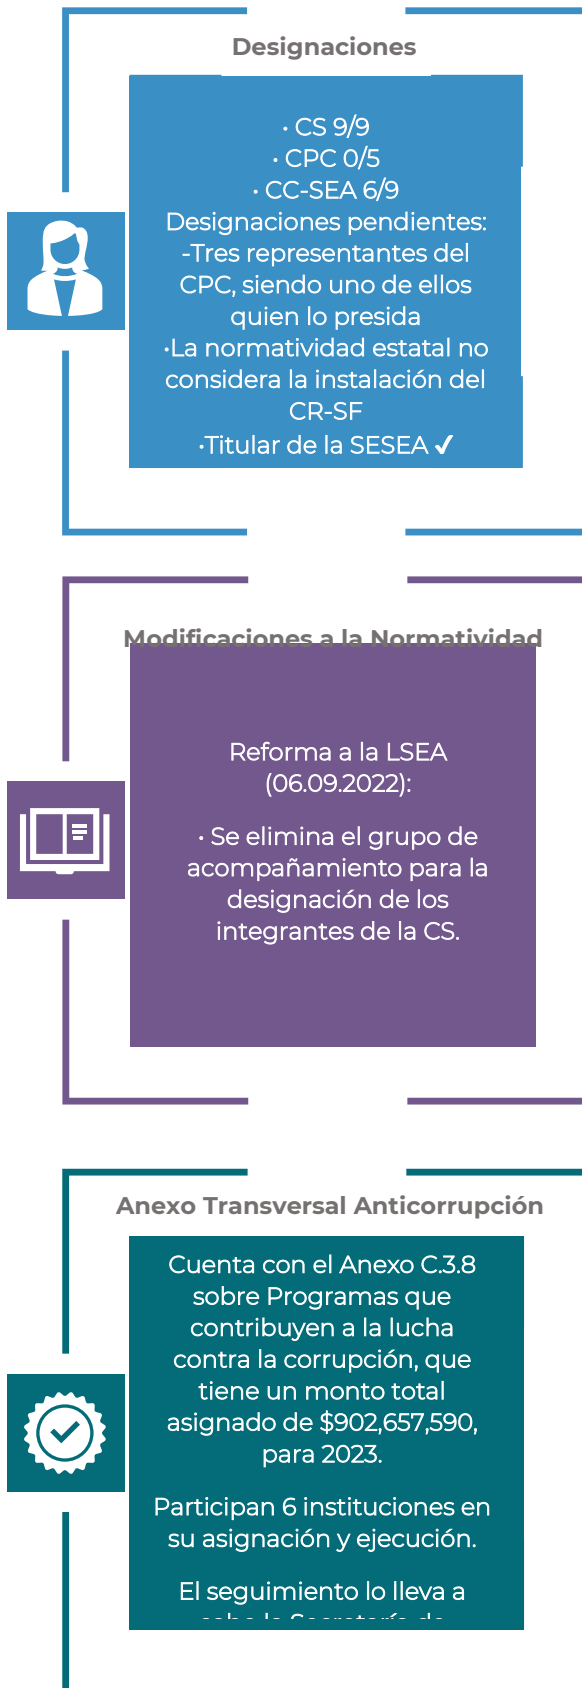 Designaciones
• CS 9/9
• CPC 0/5
• CC-SEA 6/9
Designaciones pendientes:
-Tres representantes del
CPC, siendo uno de ellos
quien lo presida
•La normatividad estatal no
considera la instalación del
CR-SF
•Titular de la SESEA ✓
Modificaciones a la Normatividad
Reforma a la LSEA
(06.09.2022):
• Se elimina el grupo de
acompañamiento para la
designación de los
integrantes de la CS.
Anexo Transversal Anticorrupción
Cuenta con el Anexo C.3.8
sobre Programas que
contribuyen a la lucha
contra la corrupción, que
tiene un monto total
asignado de $902,657,590,
para 2023.
Participan 6 instituciones en
su asignación y ejecución.
El seguimiento lo lleva a
cabo la Secretaría de